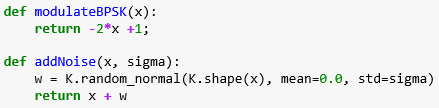 def modulateBPSK(x):
    return -2*x +1;

def addNoise(x, sigma):
    w = K.random_normal(K.shape(x), mean=0.0, std=sigma)
    return x + w